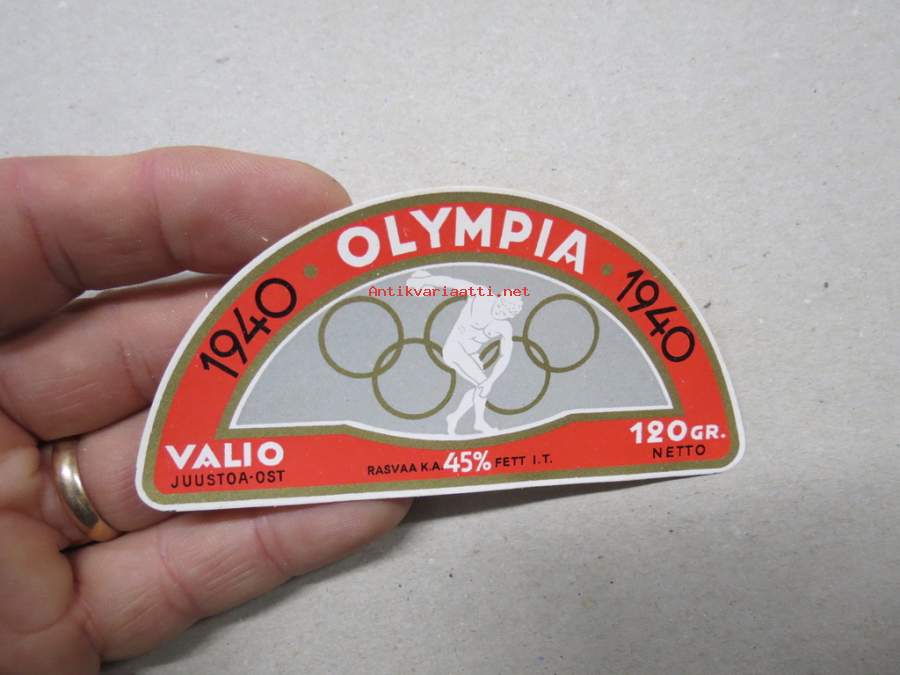 1940 • OLYMPIA • 1940
Antikvariaatti.net
VALIO
JUUSTOA-OST
RASVAA K.A. 45% FETT I.T.
120 GR.
NETTO